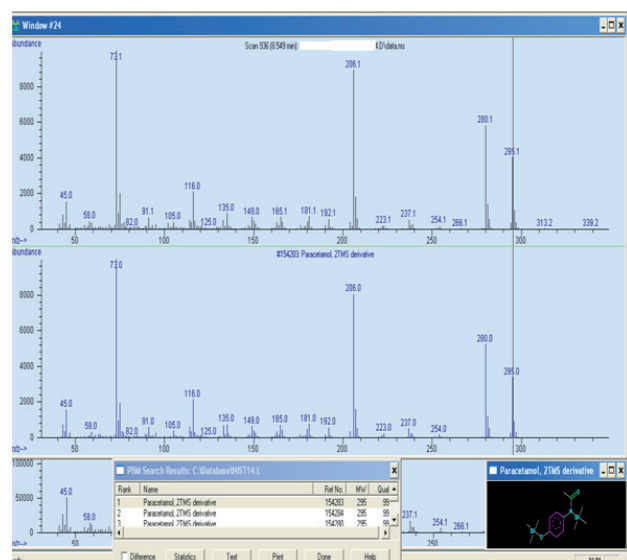 Window #24
Abundance
Scan 936 (8.549 min): A.D\data.ms
73.1
206.1
8000
6000
280.1
4000
295.1
2000
45.0 58.0 82.0 91.1 105.0 116.0 125.0 135.0 149.0 165.1 181.1 192.1 223.1 237.1 254.1 266.1 313.2 339.2
0
m/z--> 50 100 150 200 250 300
Abundance
#154283: Paracetamol, 2TMS derivative
73.0
206.0
8000
6000
280.0
4000
295.0
2000
45.0 59.0 82.0 91.0 105.0 116.0 125.0 135.0 149.0 165.0 181.0 192.0 223.0 237.0 254.0
0
m/z--> 50 100 150 200 250 300
100000
50000
0
45.0
58.0
50
PBM Search Results: C:\Database\NIST14.L
Rank Name Ref No. MW Qual
1 Paracetamol, 2TMS derivative 154283 295 99
2 Paracetamol, 2TMS derivative 154284 295 99
3 Paracetamol, 2TMS derivative 154280 295 99
Difference Statistics Text Print Done Help
237.1
254.1 266.1
250
Paracetamol, 2TMS derivative